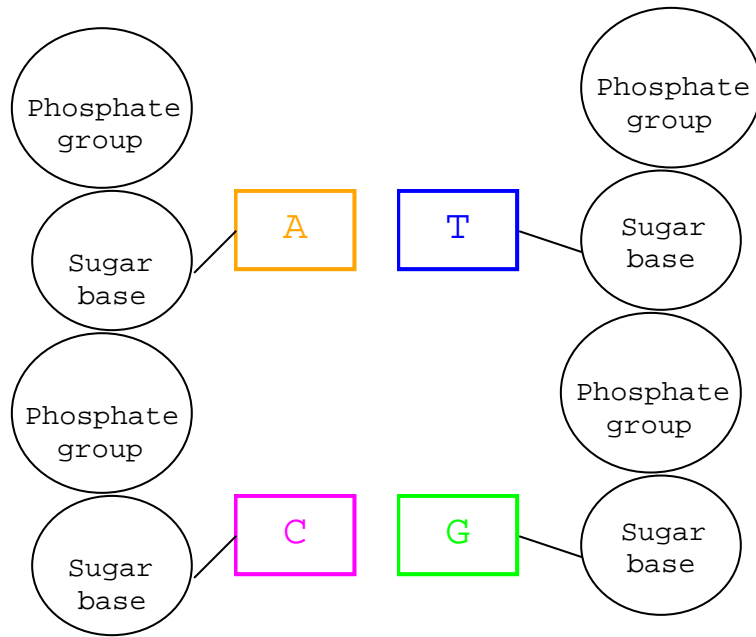 Phosphate
group
Phosphate
group
A
T
Sugar
base
Sugar
base
Phosphate
group
Phosphate
group
C
G
Sugar
base
Sugar
base